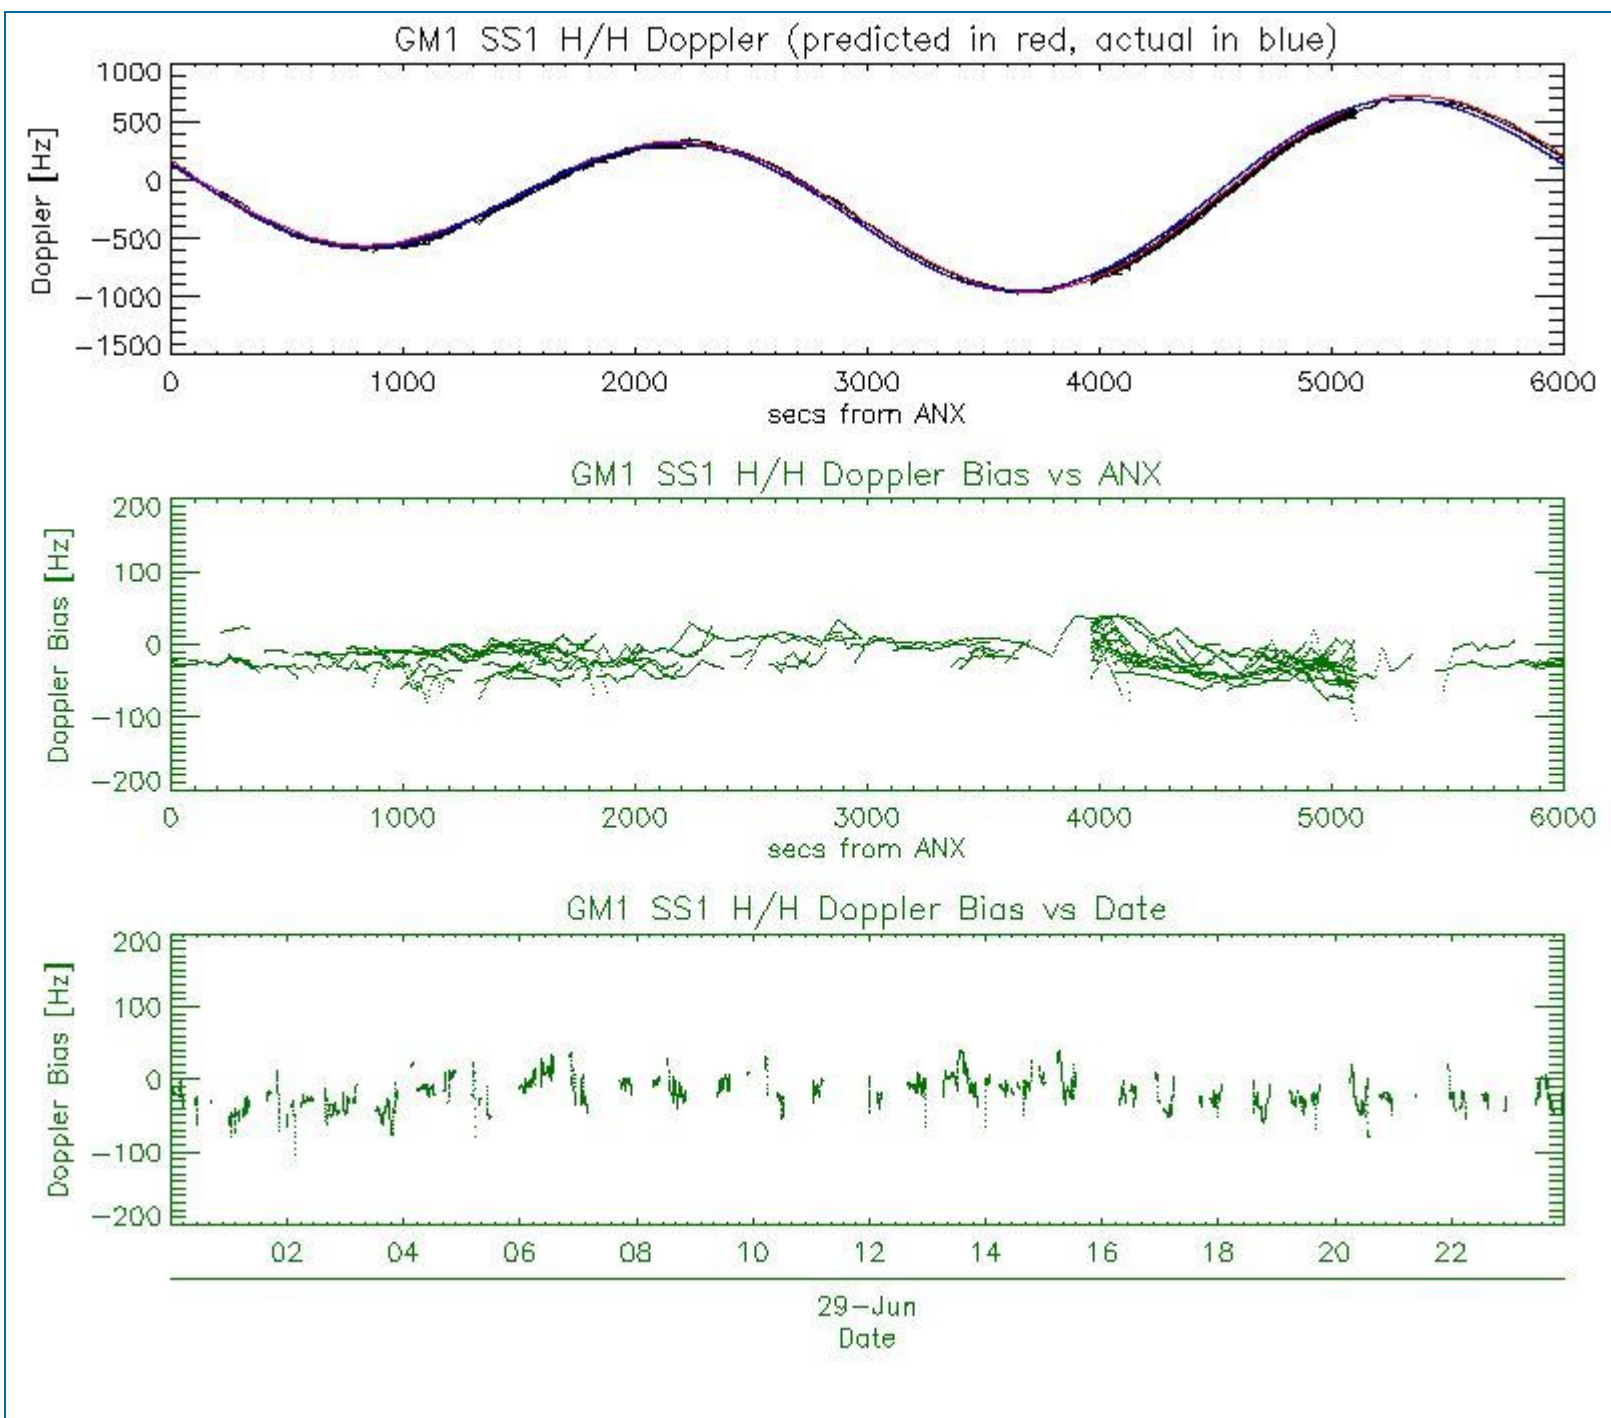 GM1 SS1 H/H Doppler (predicted in red, actual in blue)
1000
500
0
−500
−1000
−1500
Doppler [Hz]
0 1000 2000 3000 4000 5000 6000
secs from ANX
GM1 SS1 H/H Doppler Bias vs ANX
200
100
0
−100
−200
Doppler Bias [Hz]
0 1000 2000 3000 4000 5000 6000
secs from ANX
GM1 SS1 H/H Doppler Bias vs Date
200
100
0
−100
−200
Doppler Bias [Hz]
02 04 06 08 10 12 14 16 18 20 22
29−Jun
Date